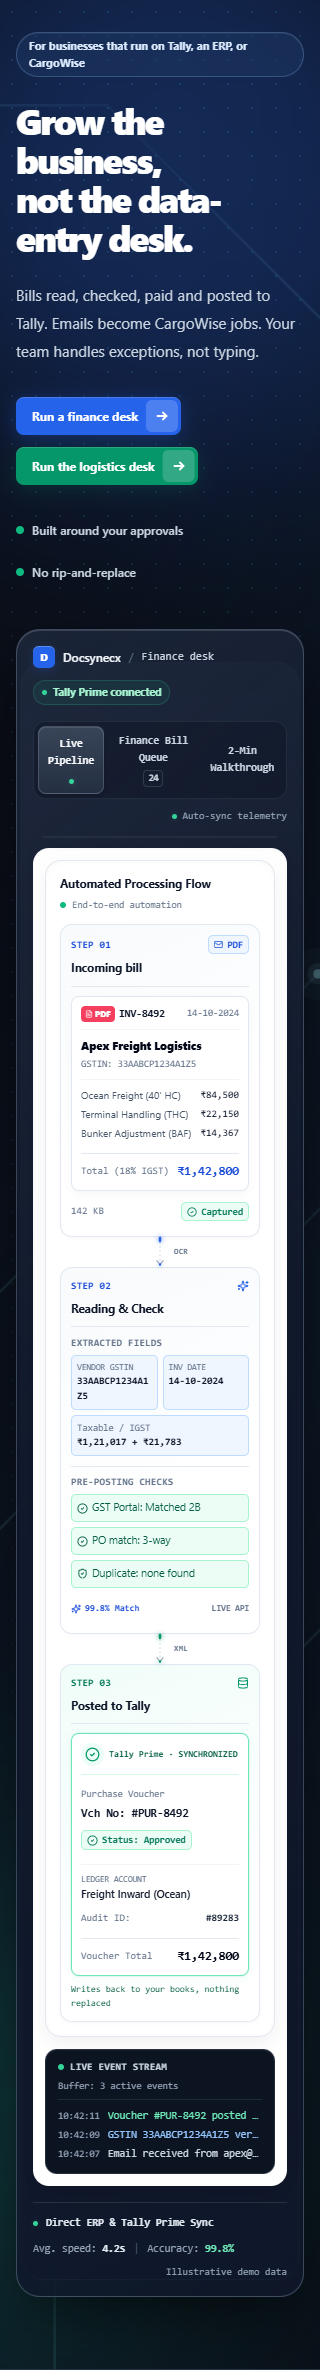 For businesses that run on Tally, an ERP, or
CargoWise
Grow the
business,
not the data-
entry desk.
Bills read, checked, paid and posted to
Tally. Emails become CargoWise jobs. Your
team handles exceptions, not typing.
Run a finance desk →
Run the logistics desk →
Built around your approvals
No rip-and-replace
D Docsynecx / Finance desk
Tally Prime connected
Live
Pipeline
Finance Bill
Queue
24
2-Min
Walkthrough
Auto-sync telemetry
Automated Processing Flow
End-to-end automation
STEP 01 PDF
Incoming bill
PDF INV-8492 14-10-2024
Apex Freight Logistics
GSTIN: 33AABCP1234A1Z5
Ocean Freight (40' HC) ₹84,500
Terminal Handling (THC) ₹22,150
Bunker Adjustment (BAF) ₹14,367
Total (18% IGST) ₹1,42,800
142 KB Captured
OCR
STEP 02
Reading & Check
EXTRACTED FIELDS
VENDOR GSTIN
33AABCP1234A1
Z5
INV DATE
14-10-2024
Taxable / IGST
₹1,21,017 + ₹21,783
PRE-POSTING CHECKS
GST Portal: Matched 2B
PO match: 3-way
Duplicate: none found
99.8% Match LIVE API
XML
STEP 03
Posted to Tally
Tally Prime · SYNCHRONIZED
Purchase Voucher
Vch No: #PUR-8492
Status: Approved
LEDGER ACCOUNT
Freight Inward (Ocean)
Audit ID: #89283
Voucher Total ₹1,42,800
Writes back to your books, nothing
replaced
LIVE EVENT STREAM
Buffer: 3 active events
10:42:11 Voucher #PUR-8492 posted …
10:42:09 GSTIN 33AABCP1234A1Z5 ver…
10:42:07 Email received from apex@…
Direct ERP & Tally Prime Sync
Avg. speed: 4.2s | Accuracy: 99.8%
Illustrative demo data